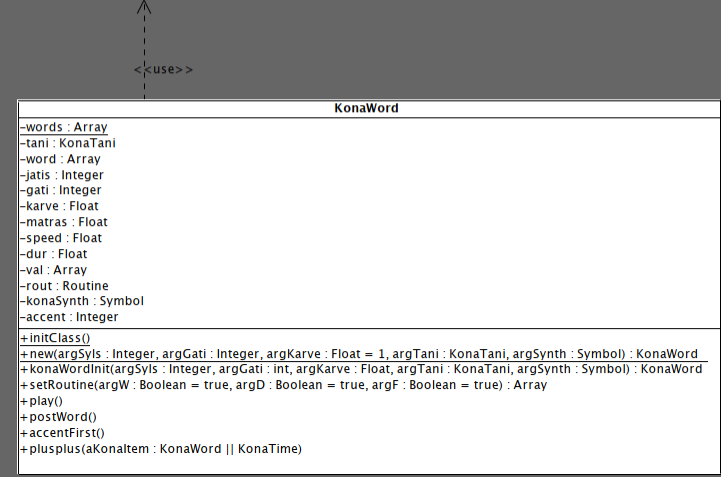 <<use>>
KonaWord
-words : Array
-tani : KonaTani
-word : Array
-jatis : Integer
-gati : Integer
-karve : Float
-matras : Float
-speed : Float
-dur : Float
-val : Array
-rout : Routine
-konaSynth : Symbol
-accent : Integer
+initClass()
+new(argSyls : Integer, argGati : Integer, argKarve : Float = 1, argTani : KonaTani, argSynth : Symbol) : KonaWord
+konaWordInit(argSyls : Integer, argGati : int, argKarve : Float, argTani : KonaTani, argSynth : Symbol) : KonaWord
+setRoutine(argW : Boolean = true, argD : Boolean = true, argF : Boolean = true) : Array
+play()
+postWord()
+accentFirst()
+plusplus(aKonaItem : KonaWord || KonaTime)